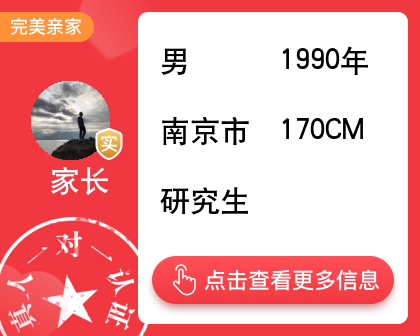 完美亲家
男 1990年
南京市 170CM
研究生
实
家长
真人一对一认证
点击查看更多信息